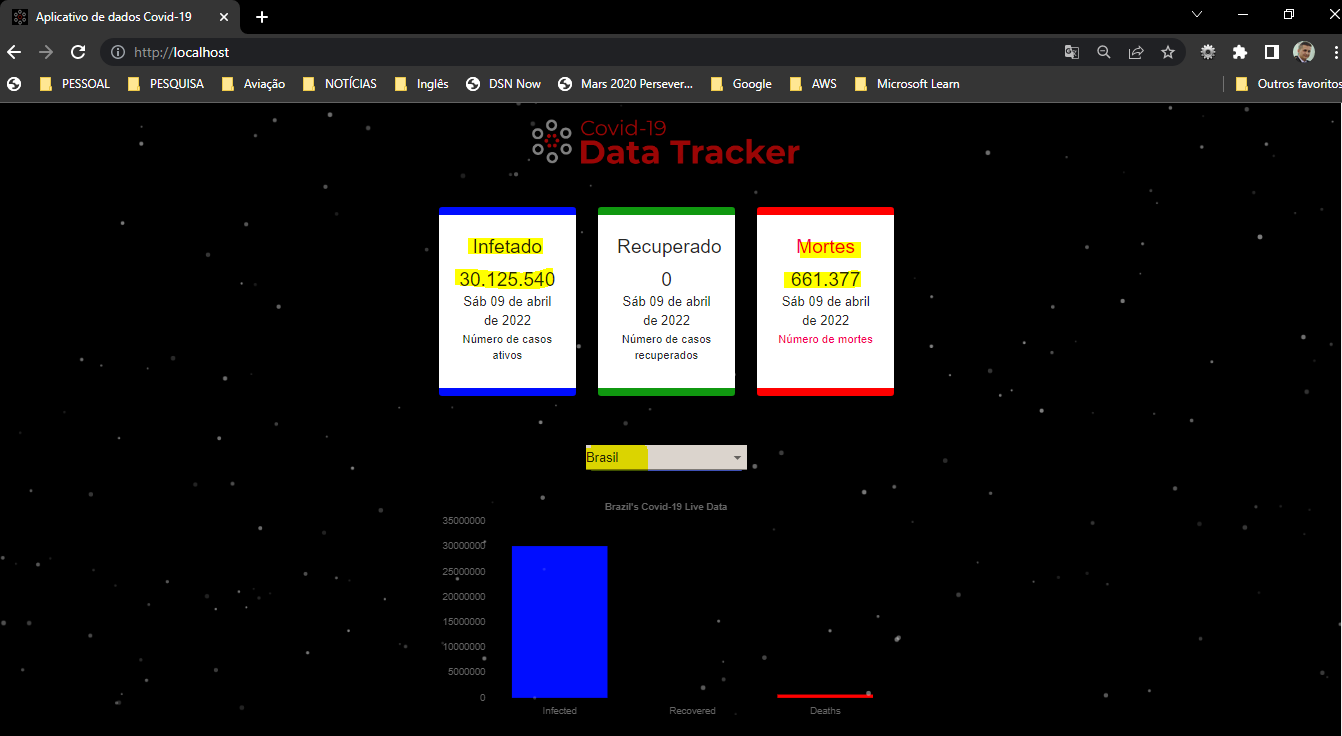 Aplicativo de dados Covid-19
http://localhost
PESSOAL PESQUISA Aviação NOTÍCIAS Inglês DSN Now Mars 2020 Persever... Google AWS Microsoft Learn Outros favoritos
Covid-19
Data Tracker
Infetado
30.125.540
Sáb 09 de abril
de 2022
Número de casos
ativos
Recuperado
0
Sáb 09 de abril
de 2022
Número de casos
recuperados
Mortes
661.377
Sáb 09 de abril
de 2022
Número de mortes
Brasil
Brazil's Covid-19 Live Data
35000000
30000000
25000000
20000000
15000000
10000000
5000000
0
Infected Recovered Deaths